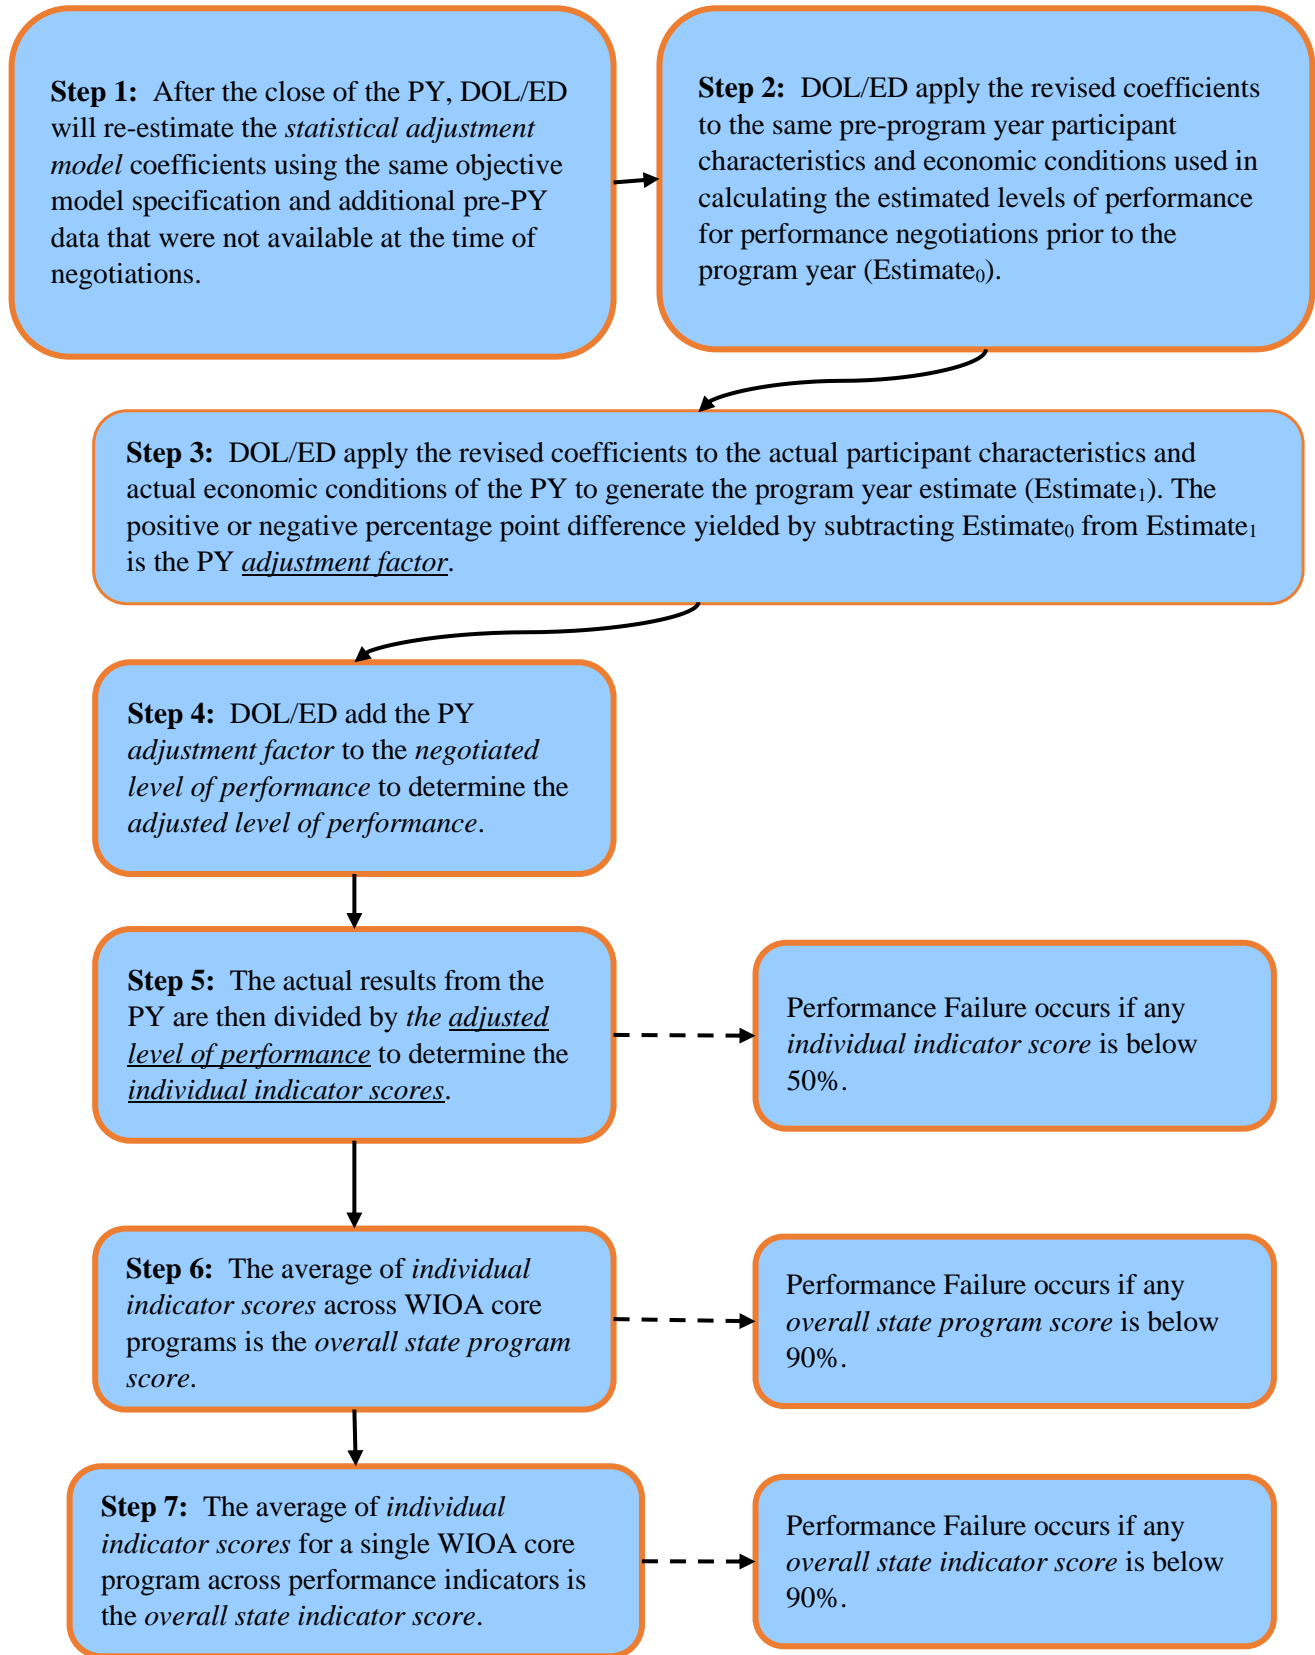 Step 1: After the close of the PY, DOL/ED
will re-estimate the statistical adjustment
model coefficients using the same objective
model specification and additional pre-PY
data that were not available at the time of
negotiations.
Step 2: DOL/ED apply the revised coefficients
to the same pre-program year participant
characteristics and economic conditions used in
calculating the estimated levels of performance
for performance negotiations prior to the
program year (Estimate₀).
Step 3: DOL/ED apply the revised coefficients to the actual participant characteristics and
actual economic conditions of the PY to generate the program year estimate (Estimate₁). The
positive or negative percentage point difference yielded by subtracting Estimate₀ from Estimate₁
is the PY adjustment factor.
Step 4: DOL/ED add the PY
adjustment factor to the negotiated
level of performance to determine the
adjusted level of performance.
Step 5: The actual results from the
PY are then divided by the adjusted
level of performance to determine the
individual indicator scores.
Performance Failure occurs if any
individual indicator score is below
50%.
Step 6: The average of individual
indicator scores across WIOA core
programs is the overall state program
score.
Performance Failure occurs if any
overall state program score is below
90%.
Step 7: The average of individual
indicator scores for a single WIOA core
program across performance indicators is
the overall state indicator score.
Performance Failure occurs if any
overall state indicator score is below
90%.